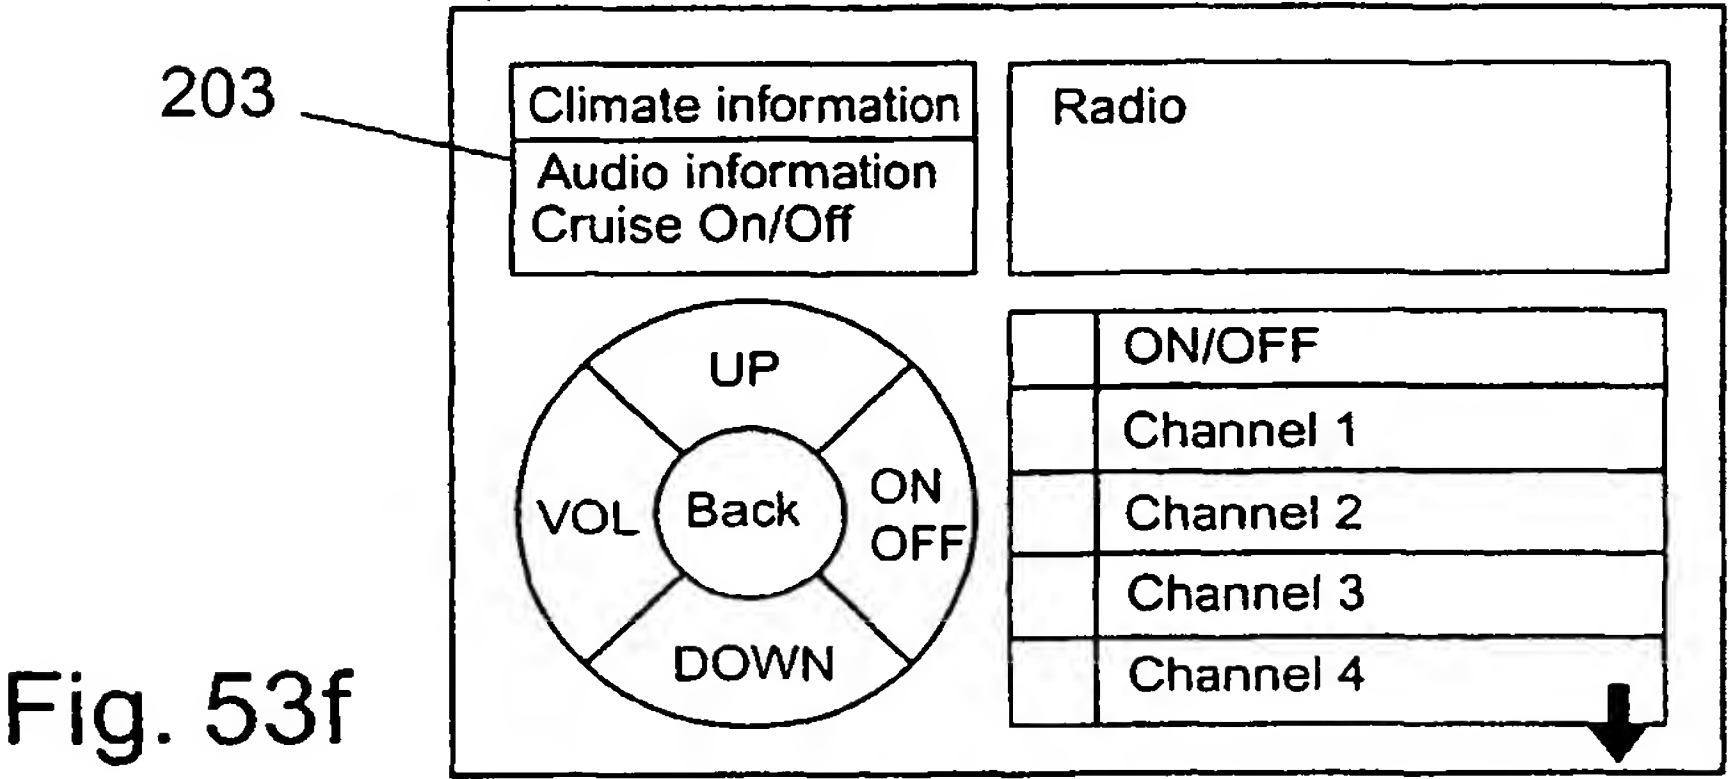 203
Climate information
Audio information
Cruise On/Off
Radio
UP
VOL
Back
ON
OFF
DOWN
ON/OFF
Channel 1
Channel 2
Channel 3
Channel 4
Fig. 53f